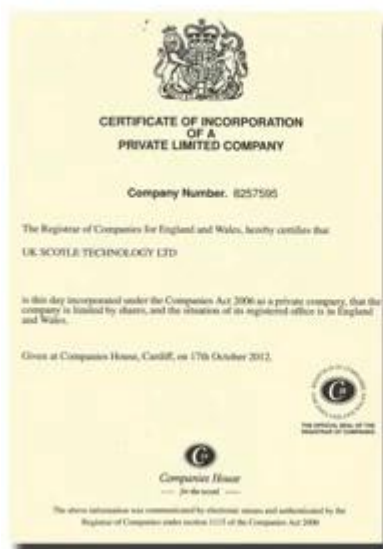 CERTIFICATE OF INCORPORATION
OF A
PRIVATE LIMITED COMPANY
Company Number. 8257595
The Registrar of Companies for England and Wales, hereby certifies that
UK SCOYLE TECHNOLOGY LTD
is this day incorporated under the Companies Act 2006 as a private company, that the
company is limited by shares, and the situation of its registered office is in England
and Wales.
Given at Companies House, Cardiff, on 17th October 2012.
THE OFFICIAL SEAL OF THE
REGISTRAR OF COMPANIES
Companies House
for the record
The above information was communicated by electronic means and authenticated by the
Registrar of Companies under section 1115 of the Companies Act 2006